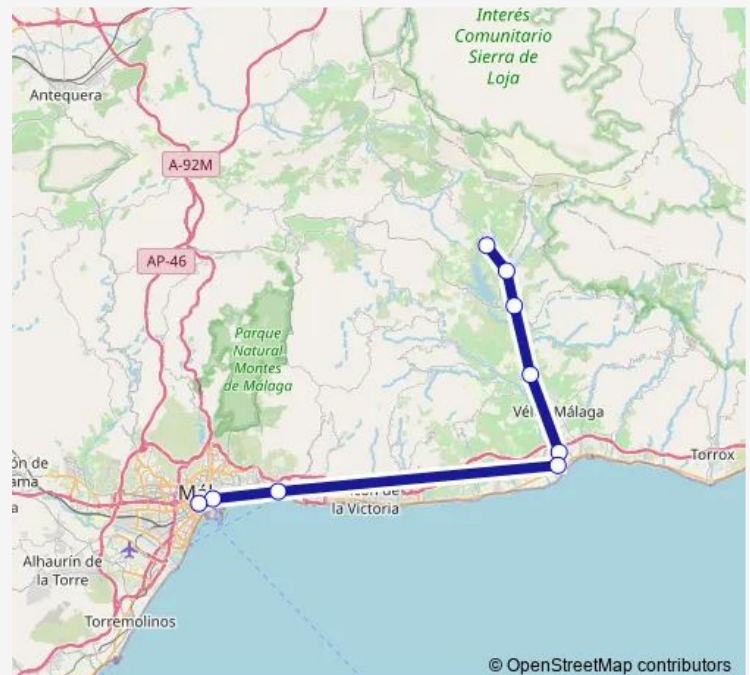 Interés
Comunitario
Sierra de
Loja
Antequera
A-92M
AP-46
Parque
Natural
Montes
de Málaga
Málaga
Torrox
la Victoria
Alhaurín de
la Torre
Torremolinos
© OpenStreetMap contributors